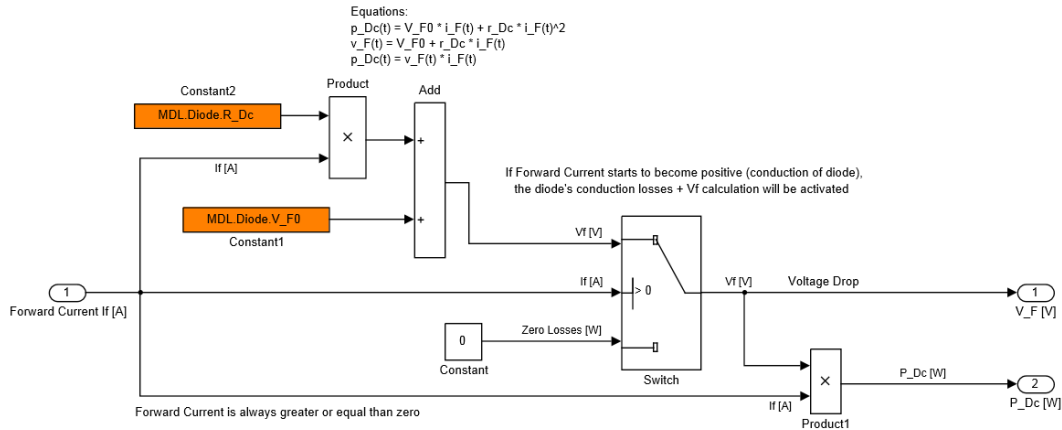 Equations:
p_Dc(t) = V_F0 * i_F(t) + r_Dc * i_F(t)^2
v_F(t) = V_F0 + r_Dc * i_F(t)
p_Dc(t) = v_F(t) * i_F(t)
Product
Add
Constant2
MDL.Diode.R_Dc
×
+
If [A]
If Forward Current starts to become positive (conduction of diode),
the diode's conduction losses + Vf calculation will be activated
MDL.Diode.V_F0
+
Constant1
Vf [V]
1
Forward Current If [A]
If [A]
> 0
Vf [V]
Voltage Drop
1
V_F [V]
Zero Losses [W]
0
Constant
Switch
×
P_Dc [W]
2
P_Dc [W]
If [A]
Forward Current is always greater or equal than zero
Product1